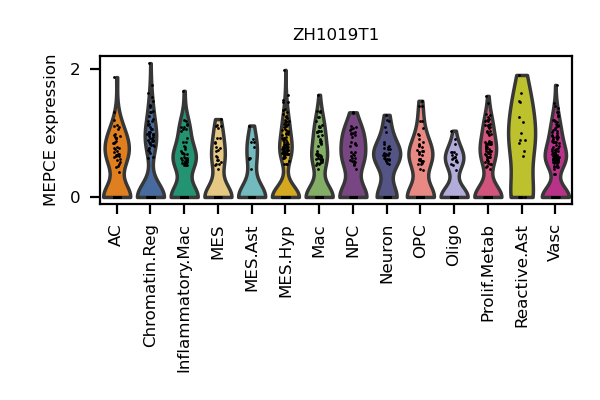 ZH1019T1
MEPCE expression
2
0
AC
Chromatin.Reg
Inflammatory.Mac
MES
MES.Ast
MES.Hyp
Mac
NPC
Neuron
OPC
Oligo
Prolif.Metab
Reactive.Ast
Vasc